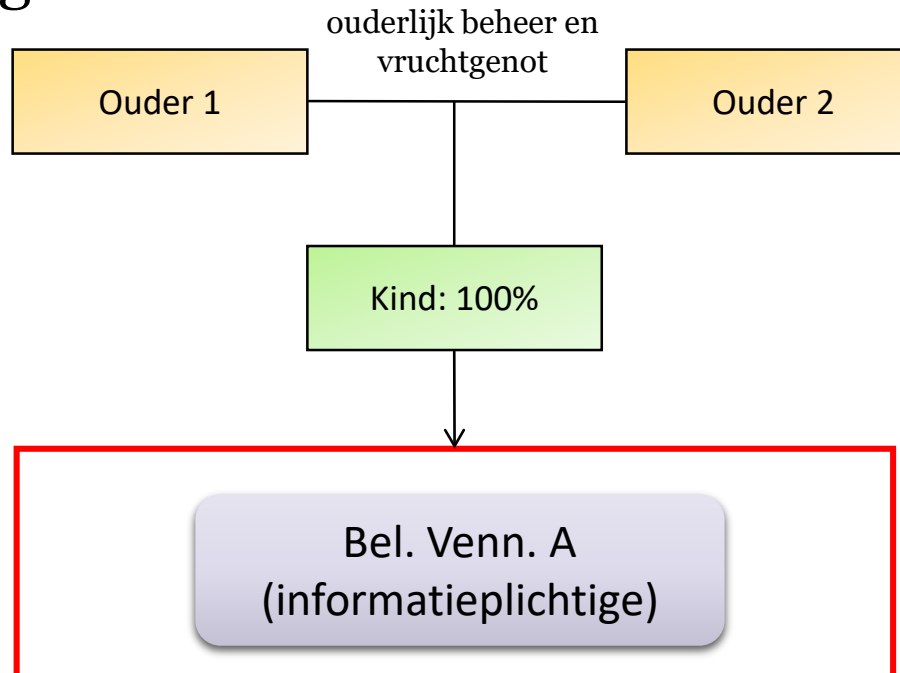 g
ouderlijk beheer en
vruchtgenot
Ouder 1
Ouder 2
Kind: 100%
Bel. Venn. A
(informatieplichtige)